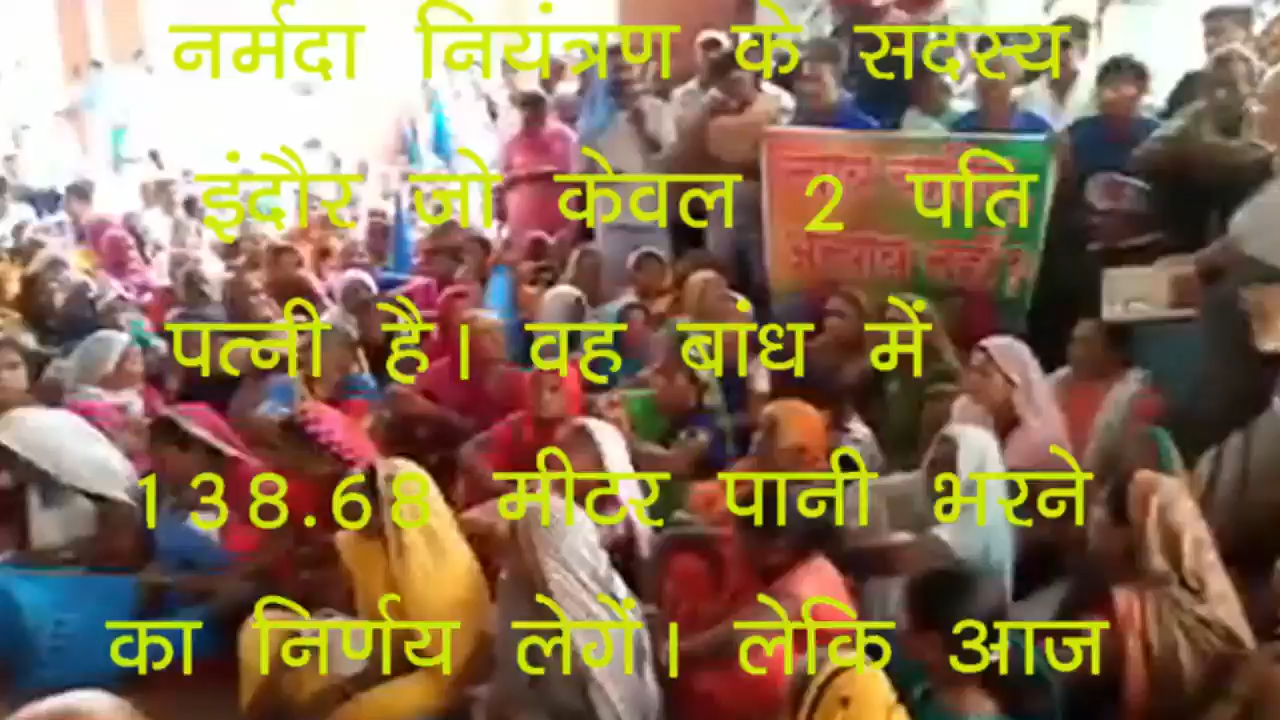 नर्मदा नियंत्रण के सदस्य
इंदौर जो केवल 2 पति
पत्नी है। वह बांध में
138.68 मीटर पानी भरने
का निर्णय लेगें। लेकि आज